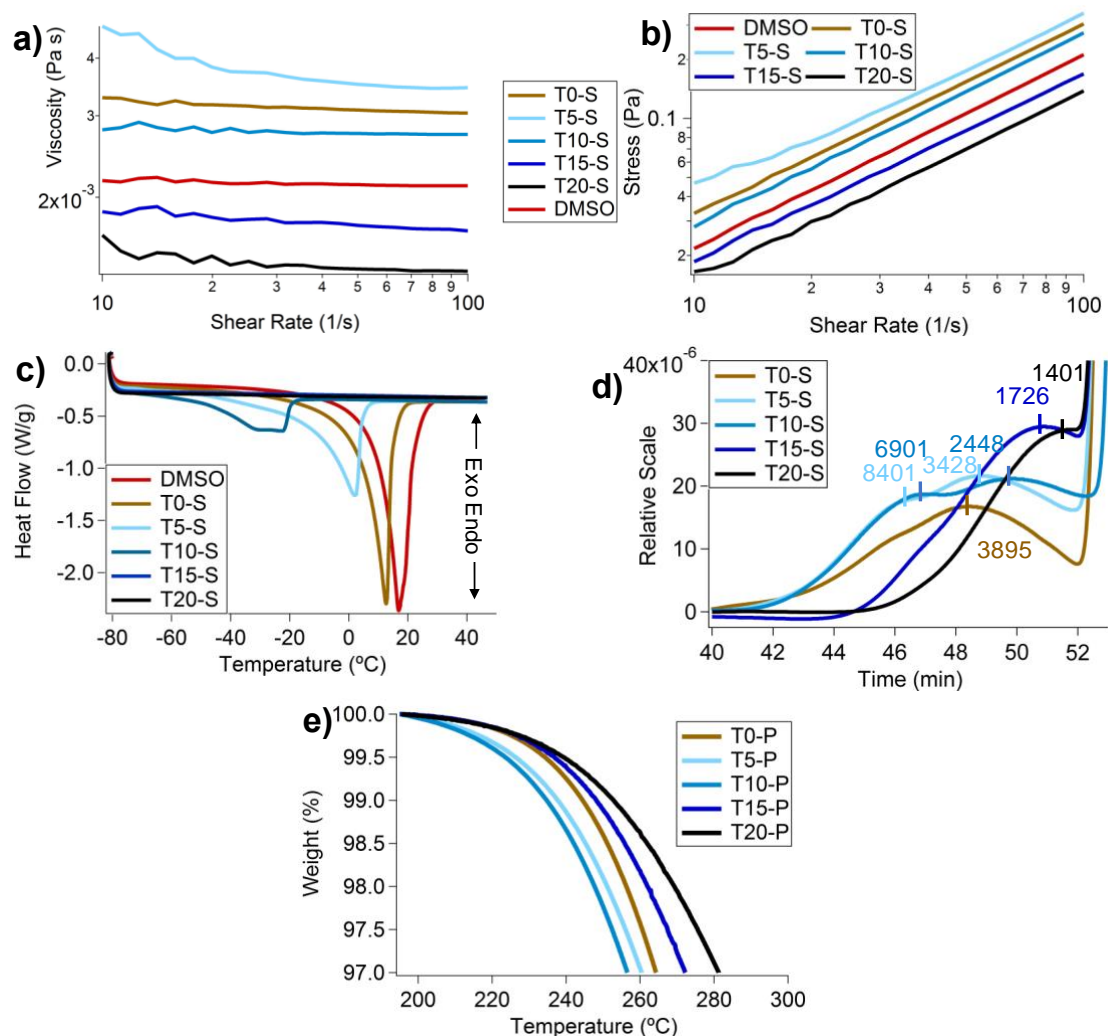 a)
Viscosity (Pa s)
4
3
2x10⁻³
10
2
3
4
5
6
7
8
9
100
Shear Rate (1/s)
T0-S
T5-S
T10-S
T15-S
T20-S
DMSO
b)
Stress (Pa)
2
0.1
8
6
4
2
DMSO
T0-S
T5-S
T10-S
T15-S
T20-S
10
2
3
4
5
6
7
8
9
100
Shear Rate (1/s)
c)
Heat Flow (W/g)
0.0
-0.5
-1.0
-1.5
-2.0
DMSO
T0-S
T5-S
T10-S
T15-S
T20-S
Exo Endo
-80
-60
-40
-20
0
20
40
Temperature (ºC)
d)
Relative Scale
40x10⁻⁶
30
20
10
0
T0-S
T5-S
T10-S
T15-S
T20-S
1401
1726
6901
2448
8401
3428
3895
40
42
44
46
48
50
52
Time (min)
e)
Weight (%)
100.0
99.5
99.0
98.5
98.0
97.5
97.0
T0-P
T5-P
T10-P
T15-P
T20-P
200
220
240
260
280
300
Temperature (ºC)